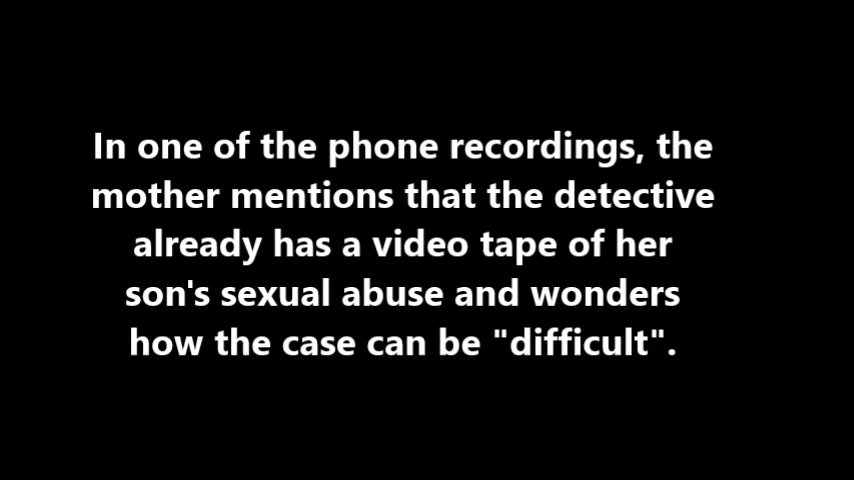 In one of the phone recordings, the
mother mentions that the detective
already has a video tape of her
son's sexual abuse and wonders
how the case can be "difficult".